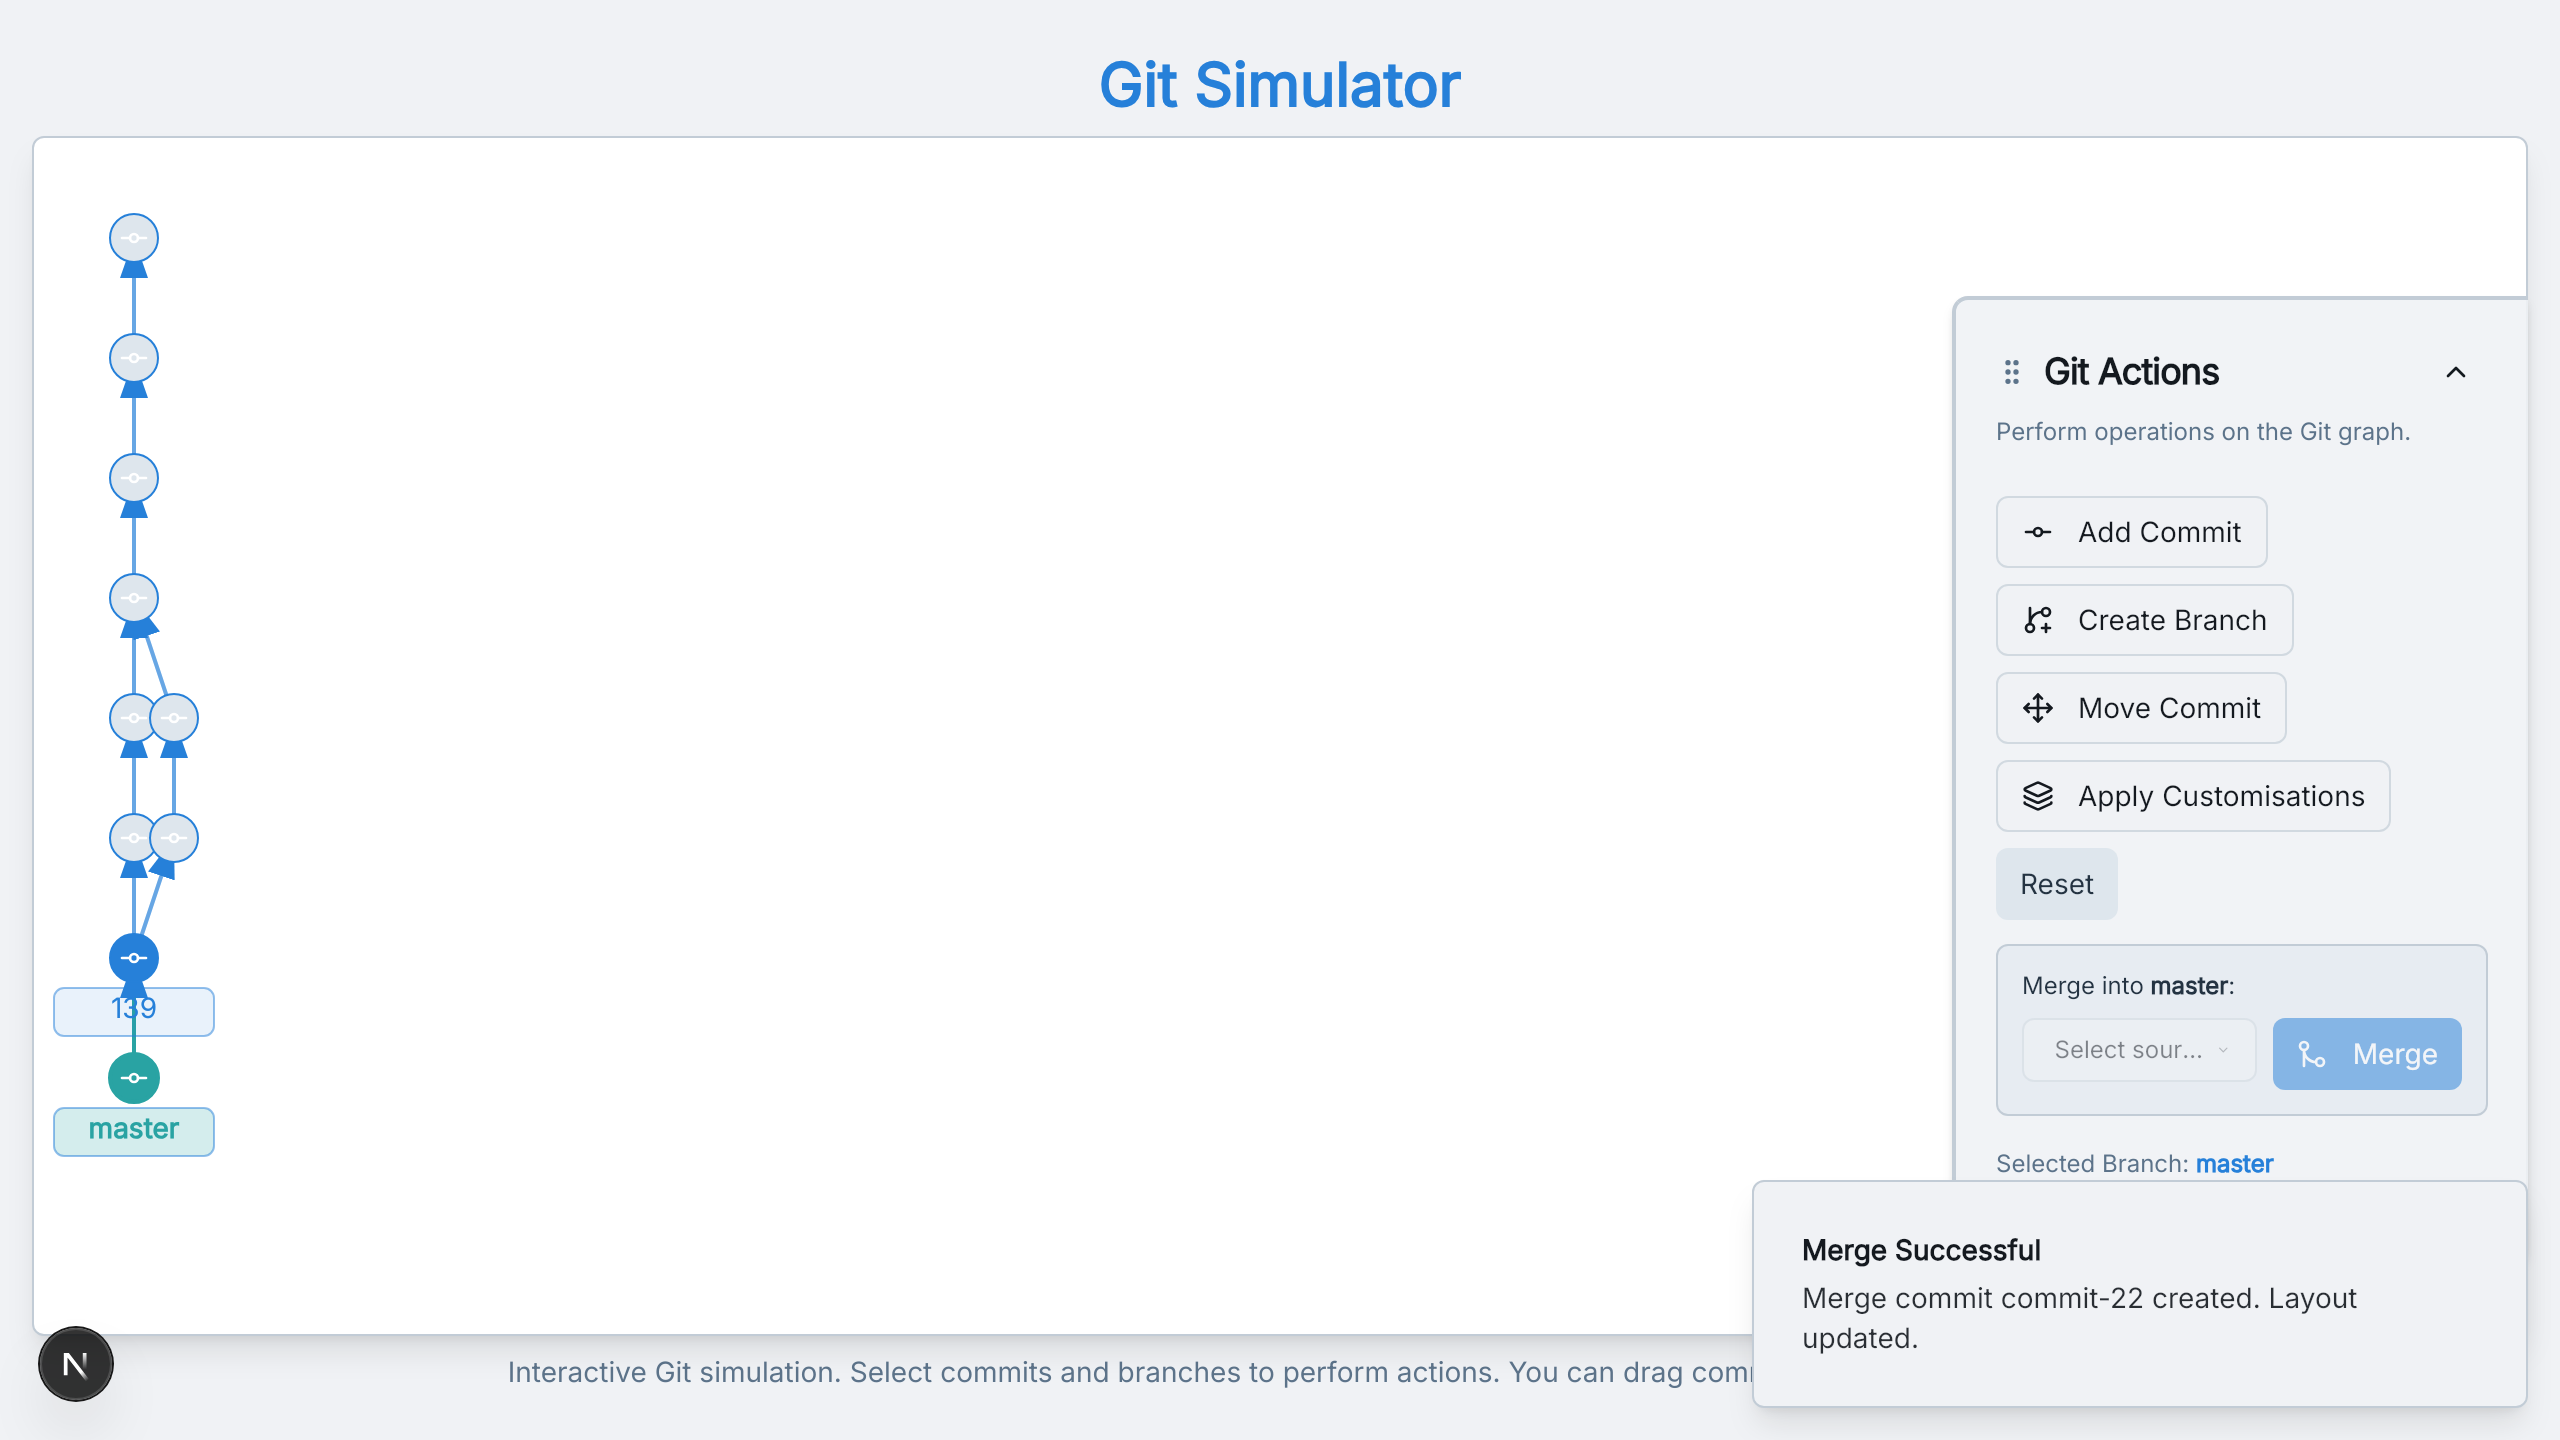 Git Simulator
Git Actions
Perform operations on the Git graph.
Add Commit
Create Branch
Move Commit
Apply Customisations
Reset
139
Merge into master:
Select sour...
Merge
master
Selected Branch: master
Merge Successful
Merge commit commit-22 created. Layout
updated.
Interactive Git simulation. Select commits and branches to perform actions. You can drag
N